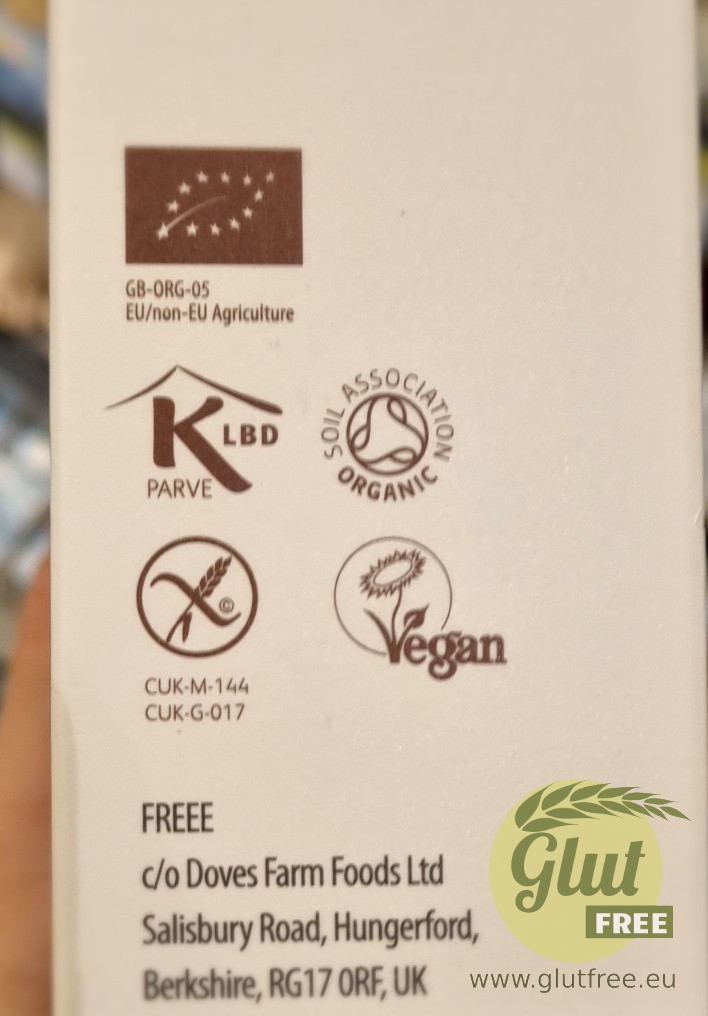 GB-ORG-05
EU/non-EU Agriculture
K LBD
PARVE
SOIL ASSOCIATION
ORGANIC
©
Vegan
CUK-M-144
CUK-G-017
FREEE
c/o Doves Farm Foods Ltd
Salisbury Road, Hungerford,
Berkshire, RG17 0RF, UK
Glut
FREE
www.glutfree.eu